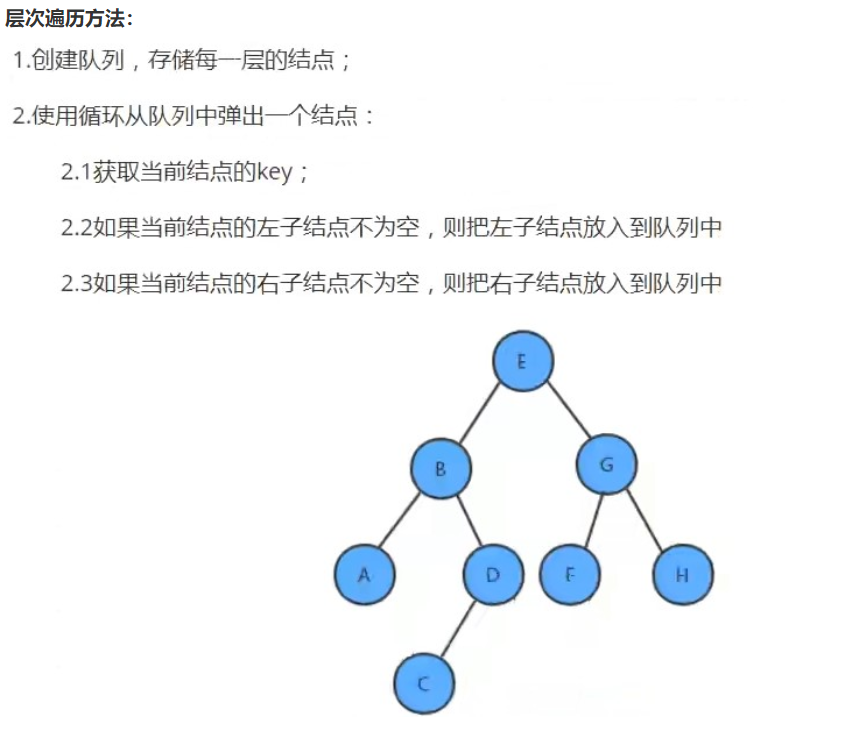 层次遍历方法：
1.创建队列，存储每一层的结点；
2.使用循环从队列中弹出一个结点：
2.1获取当前结点的key；
2.2如果当前结点的左子结点不为空，则把左子结点放入到队列中
2.3如果当前结点的右子结点不为空，则把右子结点放入到队列中
E
B
G
A
D
F
H
C